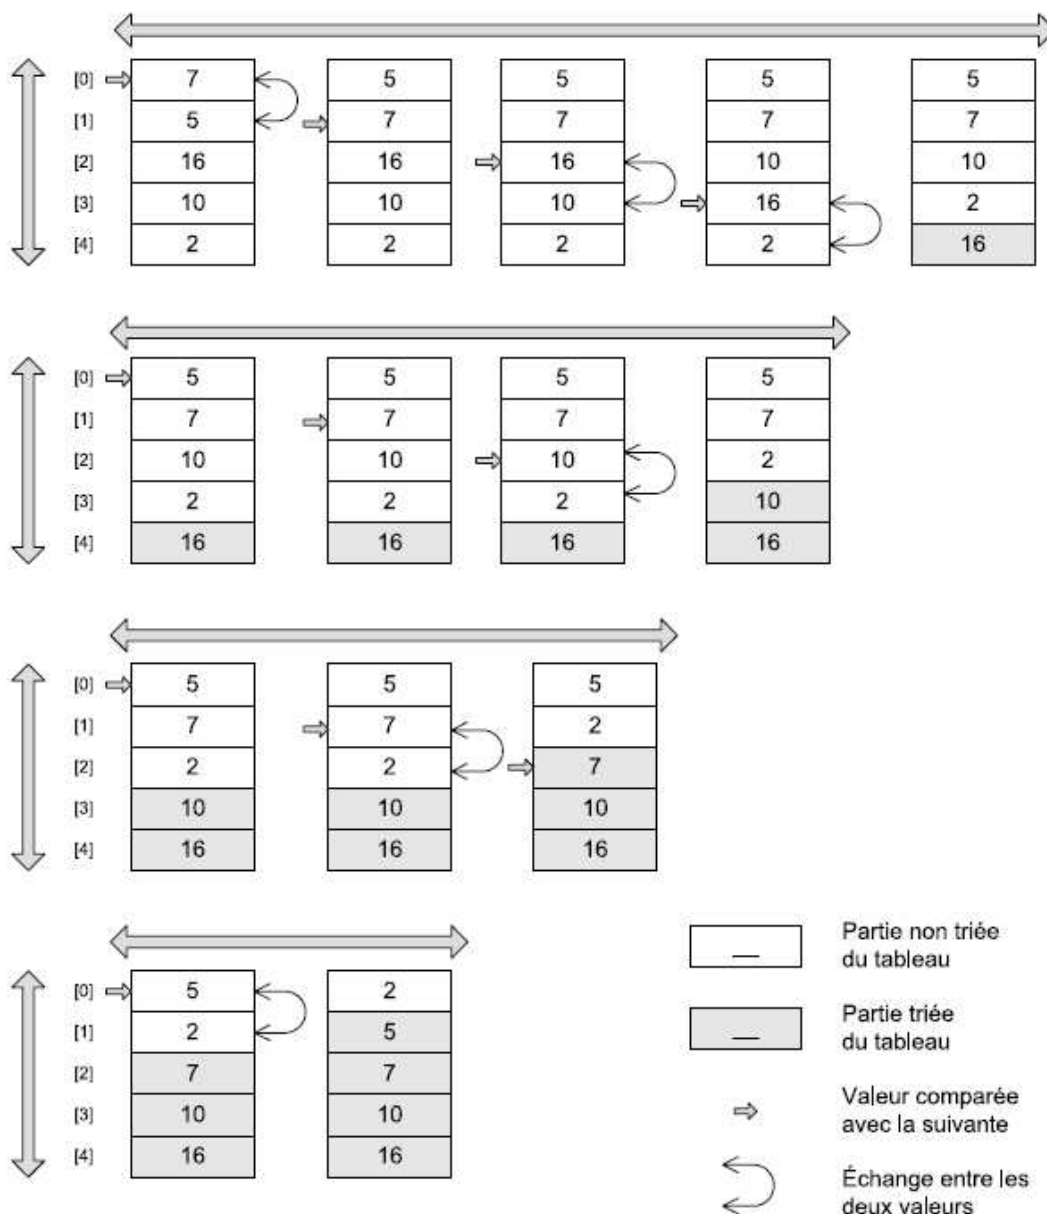 [0] 7 5 5 5 5
[1] 5 7 7 7 7
[2] 16 16 16 10 10
[3] 10 10 10 16 2
[4] 2 2 2 2 16
[0] 5 5 5 5
[1] 7 7 7 7
[2] 10 10 10 2
[3] 2 2 2 10
[4] 16 16 16 16
[0] 5 5 5
[1] 7 7 2
[2] 2 2 7
[3] 10 10 10
[4] 16 16 16
[0] 5 2
[1] 2 5
[2] 7 7
[3] 10 10
[4] 16 16
Partie non triée
du tableau
Partie triée
du tableau
Valeur comparée
avec la suivante
Échange entre les
deux valeurs